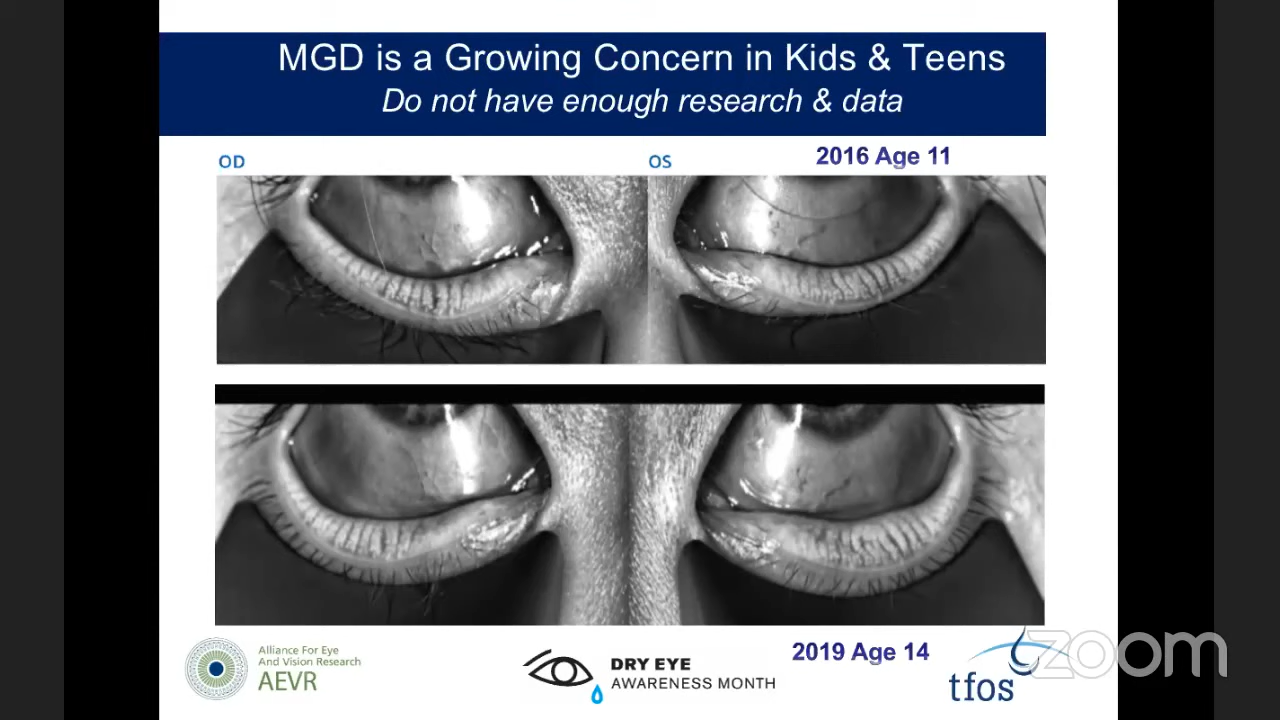 MGD is a Growing Concern in Kids & Teens
Do not have enough research & data
OD
OS
2016 Age 11
2019 Age 14
Alliance For Eye
And Vision Research
AEVR
DRY EYE
AWARENESS MONTH
tfos
zoom